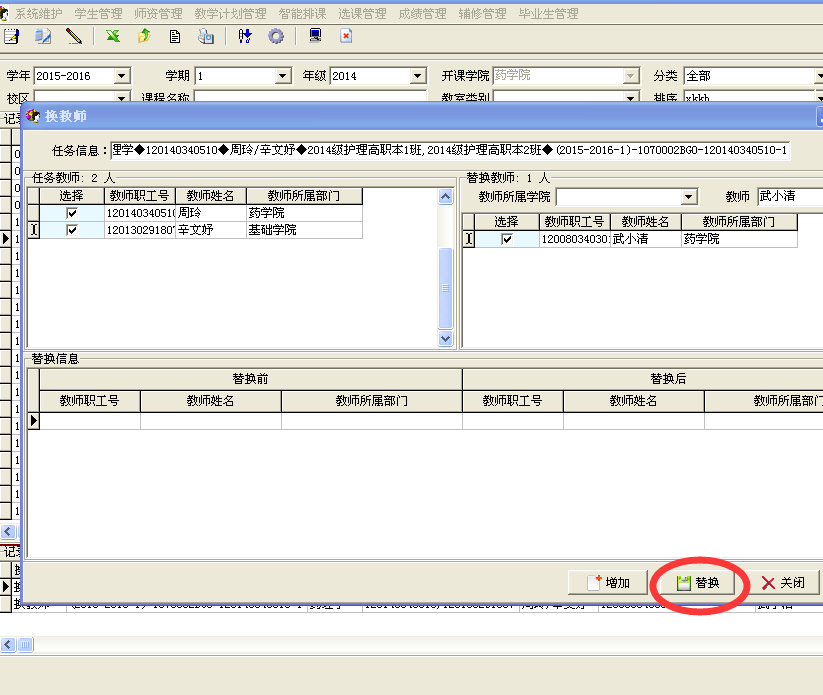 系统维护 学生管理 师资管理 教学计划管理 智能排课 选课管理 成绩管理 辅修管理 毕业生管理
学年 2015-2016 学期 1 年级 2014 开课学院 药学院 分类 全部
校区 课程名称 教室类别 排序 xkkh
换教师
任务信息: 理学◆120140340510◆周玲/辛文妤◆2014级护理高职本1班,2014级护理高职本2班◆(2015-2016-1)-1070002BG0-120140340510-1
任务教师: 2 人
选择 教师职工号 教师姓名 教师所属部门
120140340510 周玲 药学院
12013029180 辛文妤 基础学院
替换教师: 1 人
教师所属学院 教师 武小清
选择 教师职工号 教师姓名 教师所属部门
12008034030 武小清 药学院
替换信息
替换前 替换后
教师职工号 教师姓名 教师所属部门 教师职工号 教师姓名 教师所属部门
增加 替换 关闭